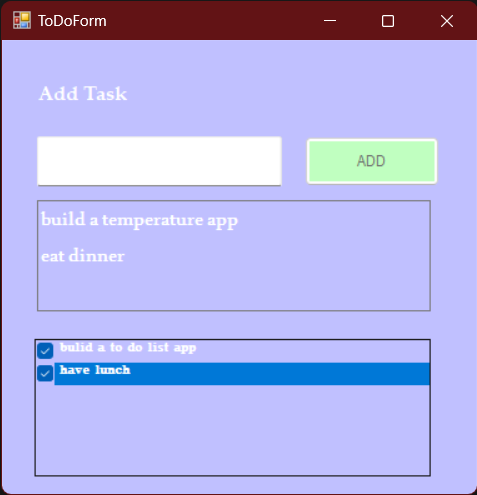 ToDoForm
Add Task
ADD
build a temperature app
eat dinner
bulid a to do list app
have lunch